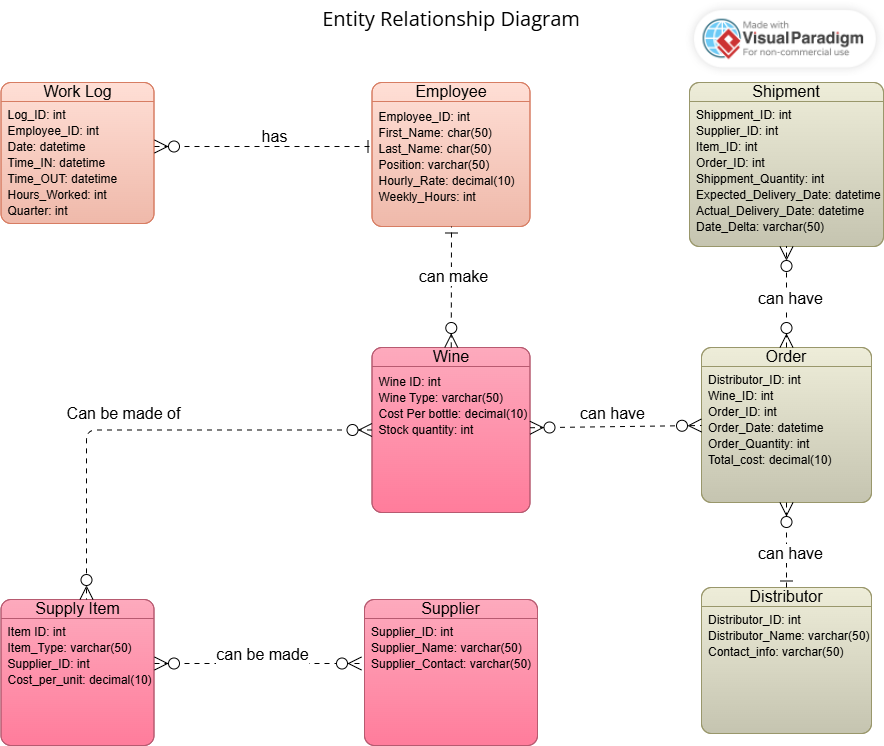 Entity Relationship Diagram
Made with
Visual Paradigm
For non-commercial use
Work Log
Log_ID: int
Employee_ID: int
Date: datetime
Time_IN: datetime
Time_OUT: datetime
Hours_Worked: int
Quarter: int
has
Employee
Employee_ID: int
First_Name: char(50)
Last_Name: char(50)
Position: varchar(50)
Hourly_Rate: decimal(10)
Weekly_Hours: int
Shipment
Shippment_ID: int
Supplier_ID: int
Item_ID: int
Order_ID: int
Shippment_Quantity: int
Expected_Delivery_Date: datetime
Actual_Delivery_Date: datetime
Date_Delta: varchar(50)
can make
can have
Wine
Wine ID: int
Wine Type: varchar(50)
Cost Per bottle: decimal(10)
Stock quantity: int
can have
Order
Distributor_ID: int
Wine_ID: int
Order_ID: int
Order_Date: datetime
Order_Quantity: int
Total_cost: decimal(10)
Can be made of
can have
Supply Item
Item ID: int
Item_Type: varchar(50)
Supplier_ID: int
Cost_per_unit: decimal(10)
can be made
Supplier
Supplier_ID: int
Supplier_Name: varchar(50)
Supplier_Contact: varchar(50)
Distributor
Distributor_ID: int
Distributor_Name: varchar(50)
Contact_info: varchar(50)